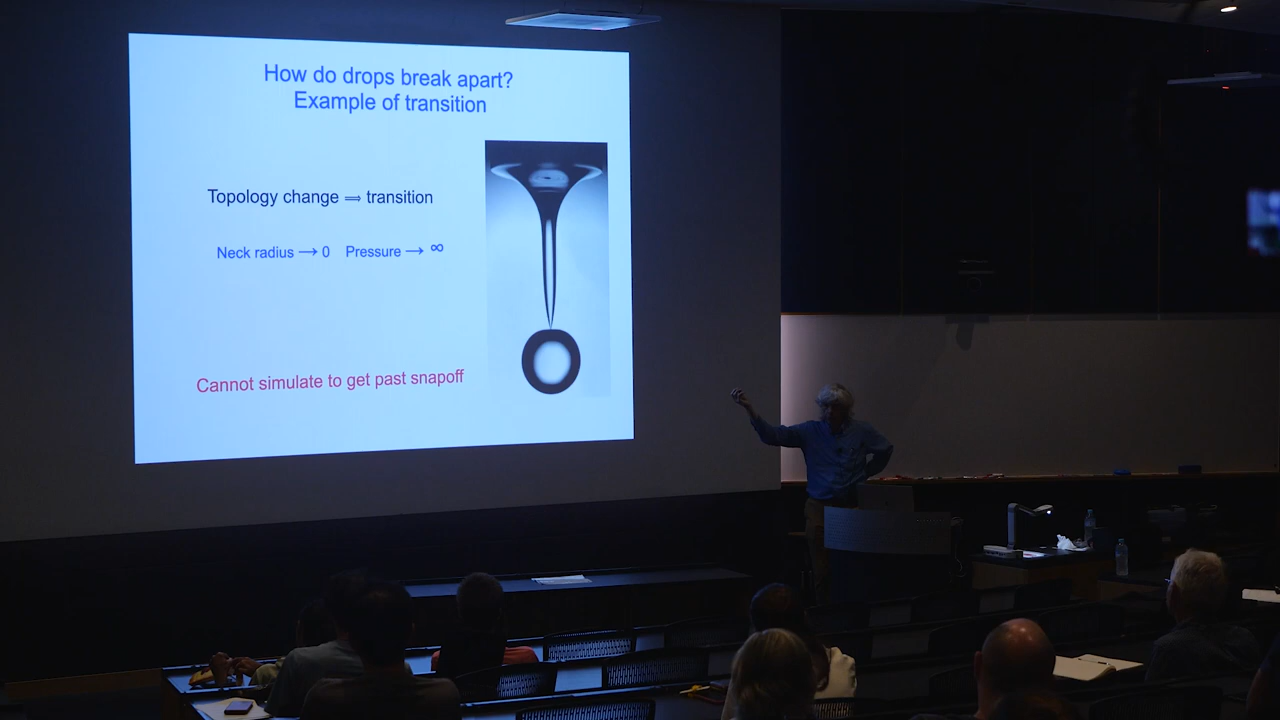 How do drops break apart?
Example of transition
Topology change ⟹ transition
Neck radius → 0 Pressure → ∞
Cannot simulate to get past snapoff